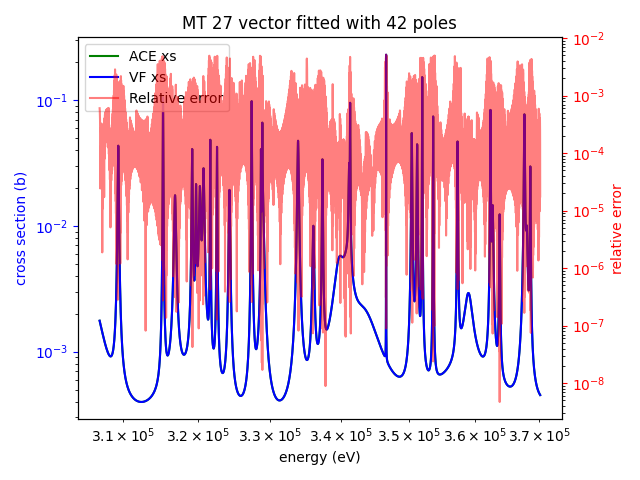 MT 27 vector fitted with 42 poles
ACE xs
VF xs
Relative error
10⁻¹
10⁻²
10⁻³
cross section (b)
10⁻²
10⁻³
10⁻⁴
10⁻⁵
10⁻⁶
10⁻⁷
10⁻⁸
relative error
3.1 × 10⁵ 3.2 × 10⁵ 3.3 × 10⁵ 3.4 × 10⁵ 3.5 × 10⁵ 3.6 × 10⁵ 3.7 × 10⁵
energy (eV)